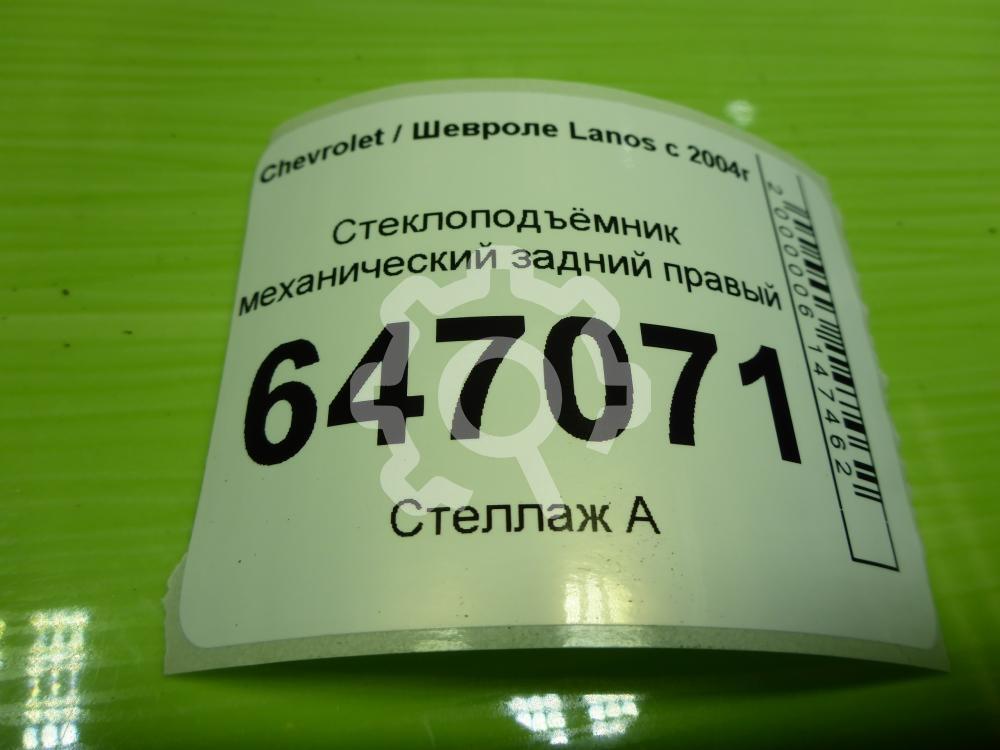 Chevrolet / Шевроле Lanos с 2004г
Стеклоподъёмник
механический задний правый
647071
Стеллаж А
2000006147462